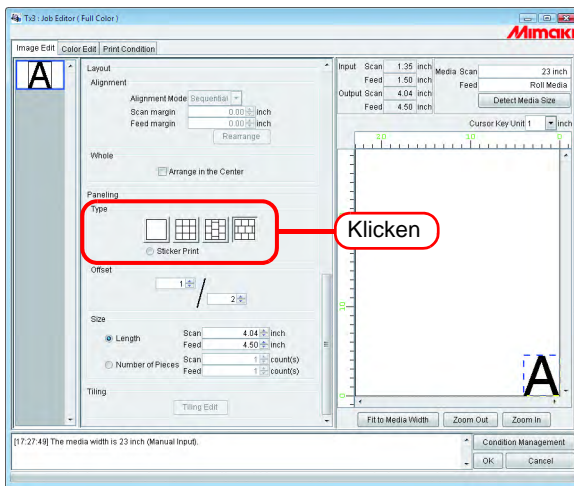 Tx3 : Job Editor ( Full Color )
Mimaki
Image Edit Color Edit Print Condition
A
Layout
Alignment
Alignment Mode Sequential
Scan margin 0.00 inch
Feed margin 0.00 inch
Rearrange
Whole
Arrange in the Center
Paneling
Type
Sticker Print
Klicken
Offset
1 / 2
Size
Length
Scan 4.04 inch
Feed 4.50 inch
Number of Pieces
Scan 1 count(s)
Feed 1 count(s)
Tiling
Tiling Edit
Input Scan 1.35 inch
Feed 1.50 inch
Output Scan 4.04 inch
Feed 4.50 inch
Media Scan 23 inch
Feed Roll Media
Detect Media Size
Cursor Key Unit 1 inch
20 10 0
10
0
A
Fit to Media Width Zoom Out Zoom In
[17:27:49] The media width is 23 inch (Manual Input).
Condition Management
OK Cancel